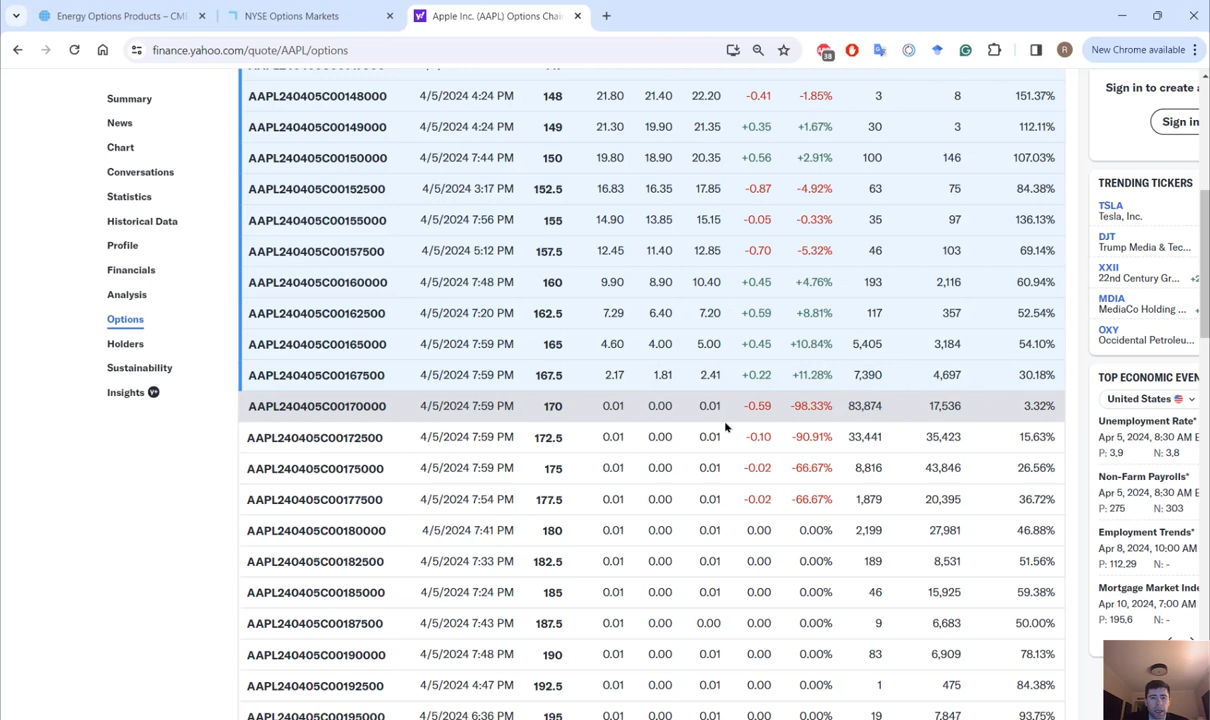 Energy Options Products – CME
NYSE Options Markets
Apple Inc. (AAPL) Options Chain
finance.yahoo.com/quote/AAPL/options
38
R
New Chrome available
Summary
News
Chart
Conversations
Statistics
Historical Data
Profile
Financials
Analysis
Options
Holders
Sustainability
Insights
AAPL240405C00148000 4/5/2024 4:24 PM 148 21.80 21.40 22.20 -0.41 -1.85% 3 8 151.37%
AAPL240405C00149000 4/5/2024 4:24 PM 149 21.30 19.90 21.35 +0.35 +1.67% 30 3 112.11%
AAPL240405C00150000 4/5/2024 7:44 PM 150 19.80 18.90 20.35 +0.56 +2.91% 100 146 107.03%
AAPL240405C00152500 4/5/2024 3:17 PM 152.5 16.83 16.35 17.85 -0.87 -4.92% 63 75 84.38%
AAPL240405C00155000 4/5/2024 7:56 PM 155 14.90 13.85 15.15 -0.05 -0.33% 35 97 136.13%
AAPL240405C00157500 4/5/2024 5:12 PM 157.5 12.45 11.40 12.85 -0.70 -5.32% 46 103 69.14%
AAPL240405C00160000 4/5/2024 7:48 PM 160 9.90 8.90 10.40 +0.45 +4.76% 193 2,116 60.94%
AAPL240405C00162500 4/5/2024 7:20 PM 162.5 7.29 6.40 7.20 +0.59 +8.81% 117 357 52.54%
AAPL240405C00165000 4/5/2024 7:59 PM 165 4.60 4.00 5.00 +0.45 +10.84% 5,405 3,184 54.10%
AAPL240405C00167500 4/5/2024 7:59 PM 167.5 2.17 1.81 2.41 +0.22 +11.28% 7,390 4,697 30.18%
AAPL240405C00170000 4/5/2024 7:59 PM 170 0.01 0.00 0.01 -0.59 -98.33% 83,874 17,536 3.32%
AAPL240405C00172500 4/5/2024 7:59 PM 172.5 0.01 0.00 0.01 -0.10 -90.91% 33,441 35,423 15.63%
AAPL240405C00175000 4/5/2024 7:59 PM 175 0.01 0.00 0.01 -0.02 -66.67% 8,816 43,846 26.56%
AAPL240405C00177500 4/5/2024 7:54 PM 177.5 0.01 0.00 0.01 -0.02 -66.67% 1,879 20,395 36.72%
AAPL240405C00180000 4/5/2024 7:41 PM 180 0.01 0.00 0.01 0.00 0.00% 2,199 27,981 46.88%
AAPL240405C00182500 4/5/2024 7:33 PM 182.5 0.01 0.00 0.01 0.00 0.00% 189 8,531 51.56%
AAPL240405C00185000 4/5/2024 7:24 PM 185 0.01 0.00 0.01 0.00 0.00% 46 15,925 59.38%
AAPL240405C00187500 4/5/2024 7:43 PM 187.5 0.01 0.00 0.00 0.00 0.00% 9 6,683 50.00%
AAPL240405C00190000 4/5/2024 7:48 PM 190 0.01 0.00 0.01 0.00 0.00% 83 6,909 78.13%
AAPL240405C00192500 4/5/2024 4:47 PM 192.5 0.01 0.00 0.01 0.00 0.00% 1 475 84.38%
AAPL240405C00195000 4/5/2024 6:36 PM 195 0.01 0.00 0.01 0.00 0.00% 19 7,847 93.75%
Sign in to create a
Sign in
TRENDING TICKERS
TSLA
Tesla, Inc.
DJT
Trump Media & Tec...
XXII
22nd Century Gr... +2
MDIA
MediaCo Holding ... +
OXY
Occidental Petroleu...
TOP ECONOMIC EVEN
United States
Unemployment Rate*
Apr 5, 2024, 8:30 AM E
P: 3,9 N: 3,8
Non-Farm Payrolls*
Apr 5, 2024, 8:30 AM E
P: 275 N: 303
Employment Trends*
Apr 8, 2024, 10:00 AM
P: 112,29 N: -
Mortgage Market Inde
Apr 10, 2024, 7:00 AM
P: 195.6 N: -